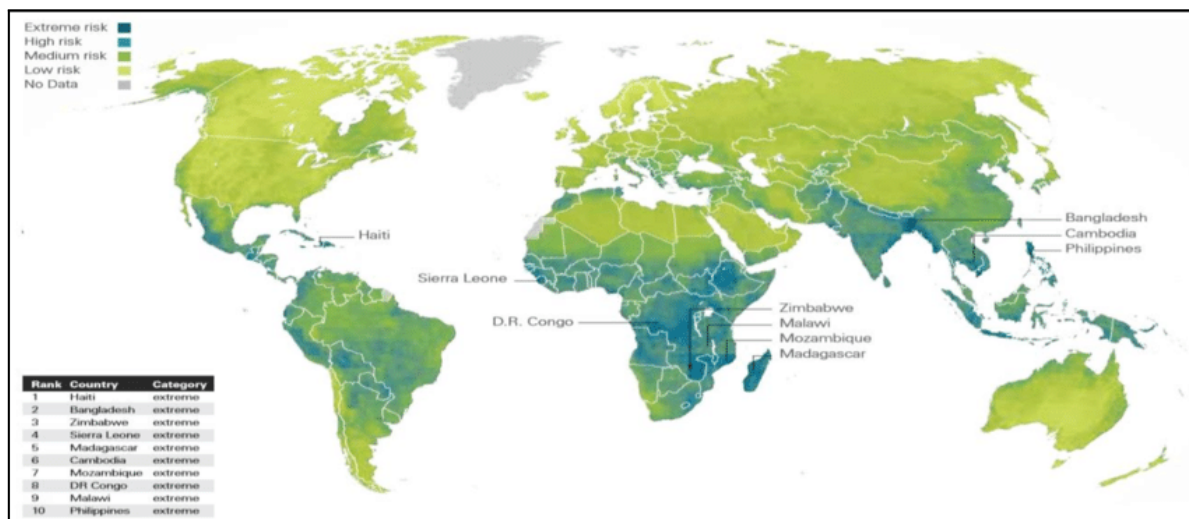 Extreme risk
High risk
Medium risk
Low risk
No Data
Haiti
Sierra Leone
D.R. Congo
Zimbabwe
Malawi
Mozambique
Madagascar
Bangladesh
Cambodia
Philippines
Rank Country Category
1 Haiti extreme
2 Bangladesh extreme
3 Zimbabwe extreme
4 Sierra Leone extreme
5 Madagascar extreme
6 Cambodia extreme
7 Mozambique extreme
8 DR Congo extreme
9 Malawi extreme
10 Philippines extreme